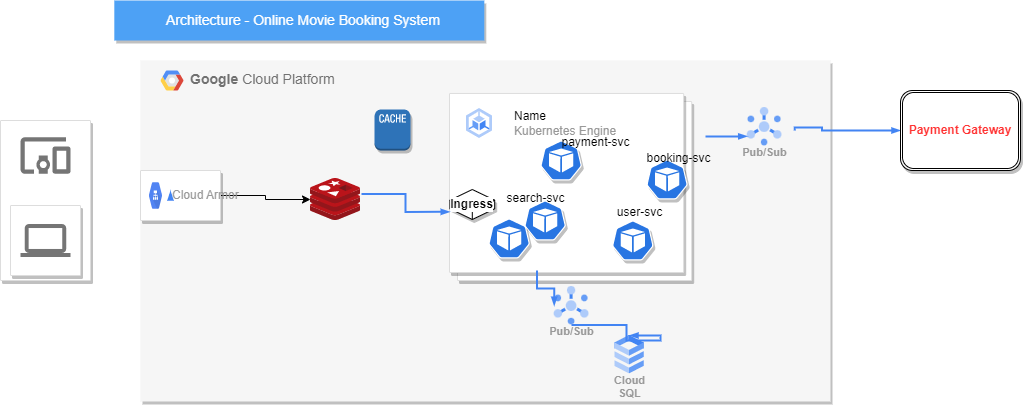 Architecture - Online Movie Booking System
Google Cloud Platform
CACHE
Name
Kubernetes Engine
payment-svc
booking-svc
Pub/Sub
Payment Gateway
Cloud Armor
Ingress
search-svc
user-svc
Pub/Sub
Cloud
SQL